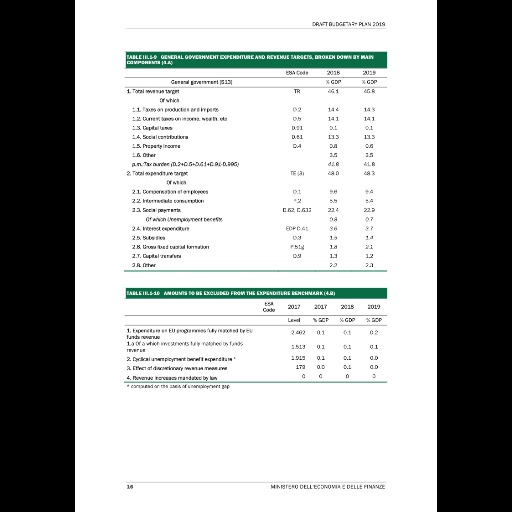 DRAFT BUDGETARY PLAN 2019
TABLE III.1-9 GENERAL GOVERNMENT EXPENDITURE AND REVENUE TARGETS, BROKEN DOWN BY MAIN
COMPONENTS (4.A)
ESA Code 2018 2019
General government (S13) % GDP % GDP
1. Total revenue target TR 46.1 45.8
Of which
1.1. Taxes on production and imports D.2 14.4 14.3
1.2. Current taxes on income, wealth, etc D.5 14.1 14.1
1.3. Capital taxes D.91 0.1 0.1
1.4. Social contributions D.61 13.3 13.3
1.5. Property income D.4 0.8 0.6
1.6. Other 3.5 3.5
p.m.:Tax burden (D.2+D.5+D.61+D.91-D.995) 41.8 41.8
2. Total expenditure target TE (3) 48.0 48.3
Of which
2.1. Compensation of employees D.1 9.6 9.4
2.2. Intermediate consumption P.2 5.5 5.4
2.3. Social payments D.62, D.632 22.4 22.9
Of which Unemployment benefits 0.8 0.7
2.4. Interest expenditure EDP D.41 3.6 3.7
2.5. Subsidies D.3 1.5 1.4
2.6. Gross fixed capital formation P.51g 1.8 2.1
2.7. Capital transfers D.9 1.3 1.2
2.8. Other 2.2 2.3
TABLE III.1-10 AMOUNTS TO BE EXCLUDED FROM THE EXPENDITURE BENCHMARK (4.B)
ESA
Code 2017 2017 2018 2019
Level % GDP % GDP % GDP
1. Expenditure on EU programmes fully matched by EU
funds revenue 2,462 0.1 0.1 0.2
1.a Of a which investments fully matched by funds
revenue 1,513 0.1 0.1 0.1
2. Cyclical unemployment benefit expenditure * 1,915 0.1 0.1 0.0
3. Effect of discretionary revenue measures 179 0.0 0.1 0.0
4. Revenue increases mandated by law 0 0 0 0
* computed on the basis of unemployment gap
16 MINISTERO DELL'ECONOMIA E DELLE FINANZE